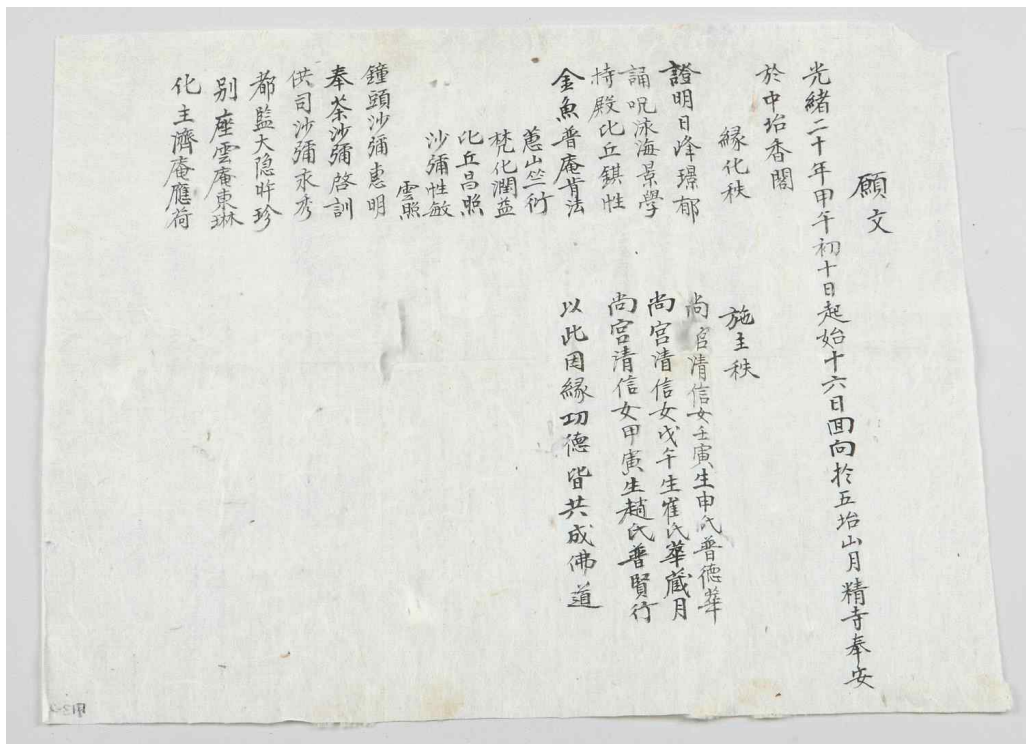 願文
光緒二十年甲午初十日起始十六日回向於五坮山月精寺奉安
於中坮香閣
縁化秩
證明日峰璟郁
誦呪泳海景學
持殿比丘錤性
金魚普庵肯法
蕙山竺衍
梵化潤益
比丘昌照
沙彌性敏
雲照
鐘頭沙彌惠明
奉茶沙彌啓訓
供司沙彌永秀
都監大隐昨珍
別座雲庵東琳
化主濟庵應荷
施主秩
尚宮清信女壬寅生申氏普德華
尚宮清信女戊午生崔氏華蔵月
尚宮清信女甲寅生趙氏普賢行
以此因縁功德皆共成佛道